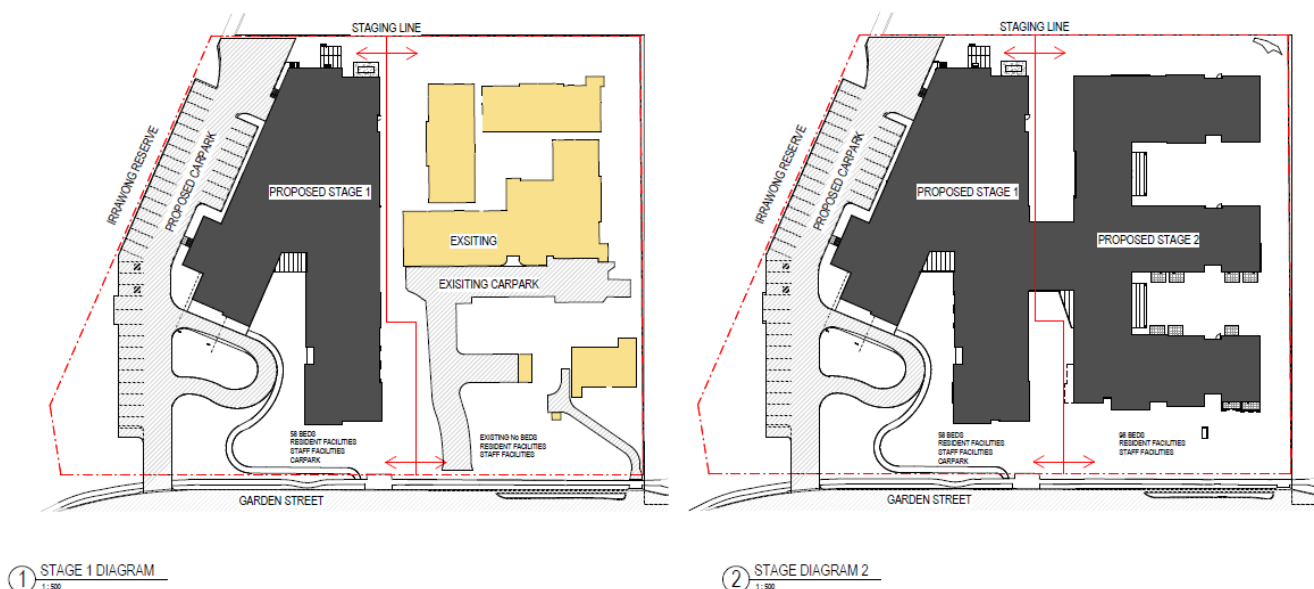 STAGING LINE
IRRAWONG RESERVE
PROPOSED CARPARK
PROPOSED STAGE 1
EXSITING
EXISITING CARPARK
58 BEDS
RESIDENT FACILITIES
STAFF FACILITIES
CARPARK
EXISTING No BEDS
RESIDENT FACILITIES
STAFF FACILITIES
GARDEN STREET
1 STAGE 1 DIAGRAM
1 : 500
STAGING LINE
IRRAWONG RESERVE
PROPOSED CARPARK
PROPOSED STAGE 1
PROPOSED STAGE 2
58 BEDS
RESIDENT FACILITIES
STAFF FACILITIES
CARPARK
98 BEDS
RESIDENT FACILITIES
STAFF FACILITIES
GARDEN STREET
2 STAGE DIAGRAM 2
1 : 500